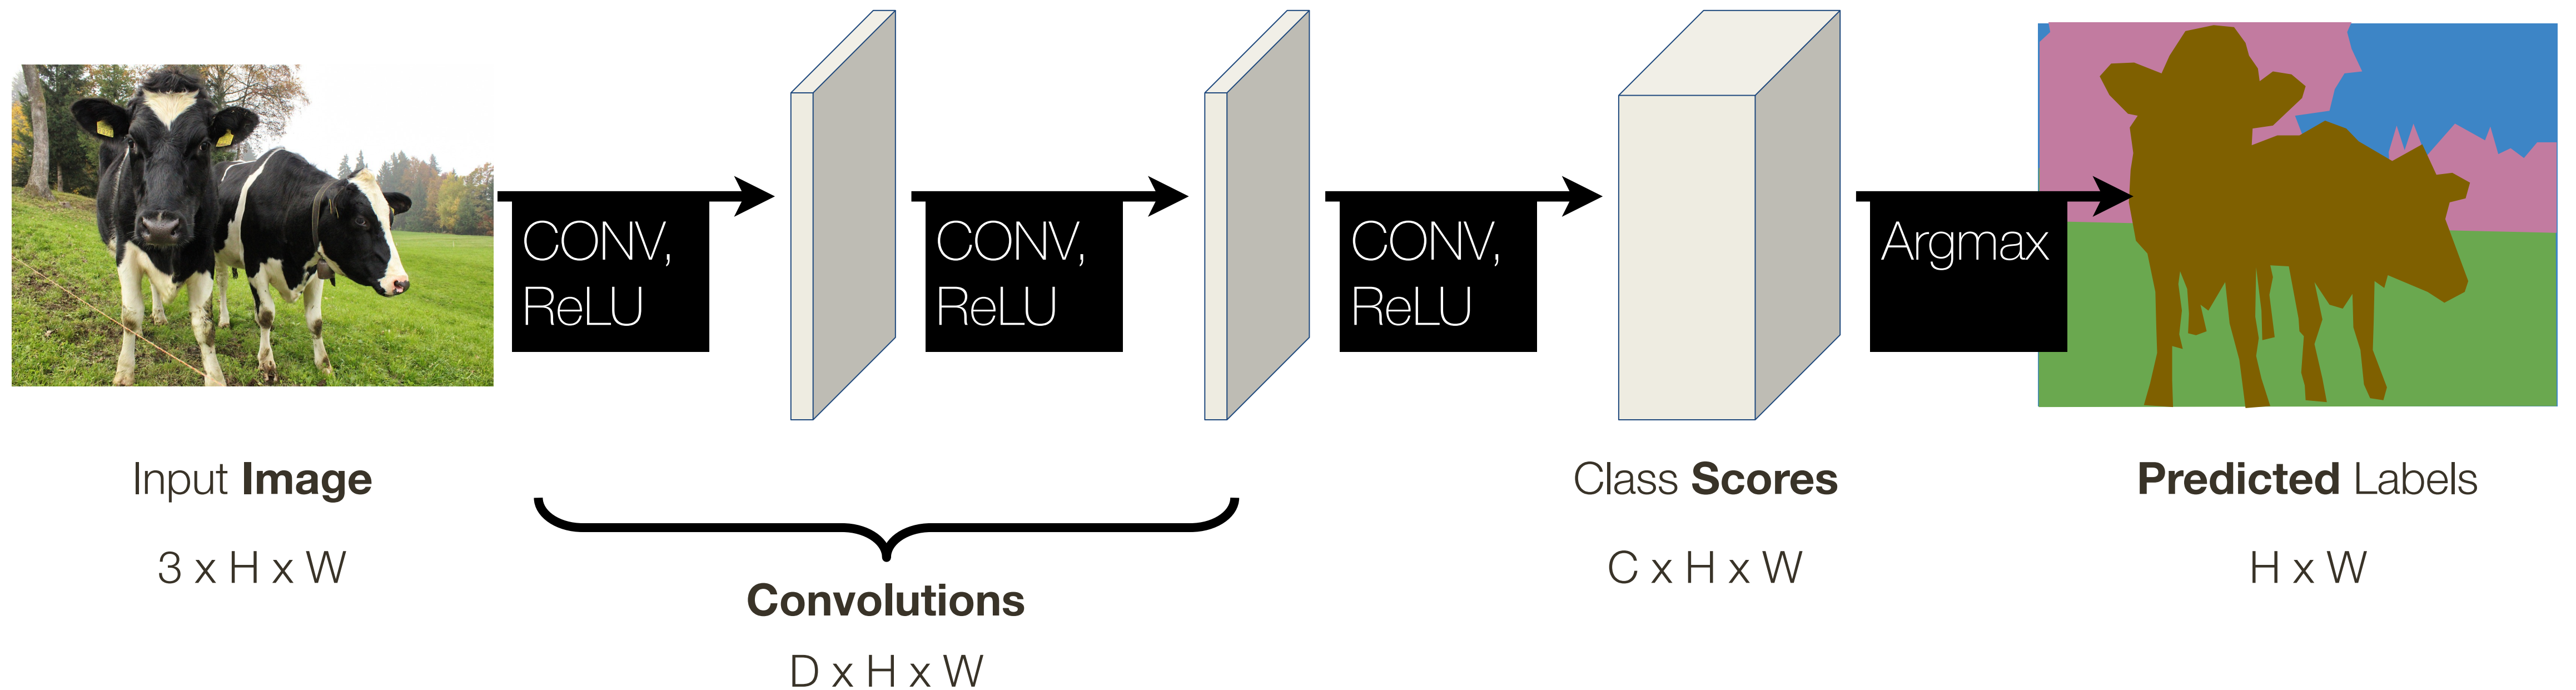 CONV,
ReLU
CONV,
ReLU
CONV,
ReLU
Argmax
Input Image
3 x H x W
Convolutions
D x H x W
Class Scores
C x H x W
Predicted Labels
H x W